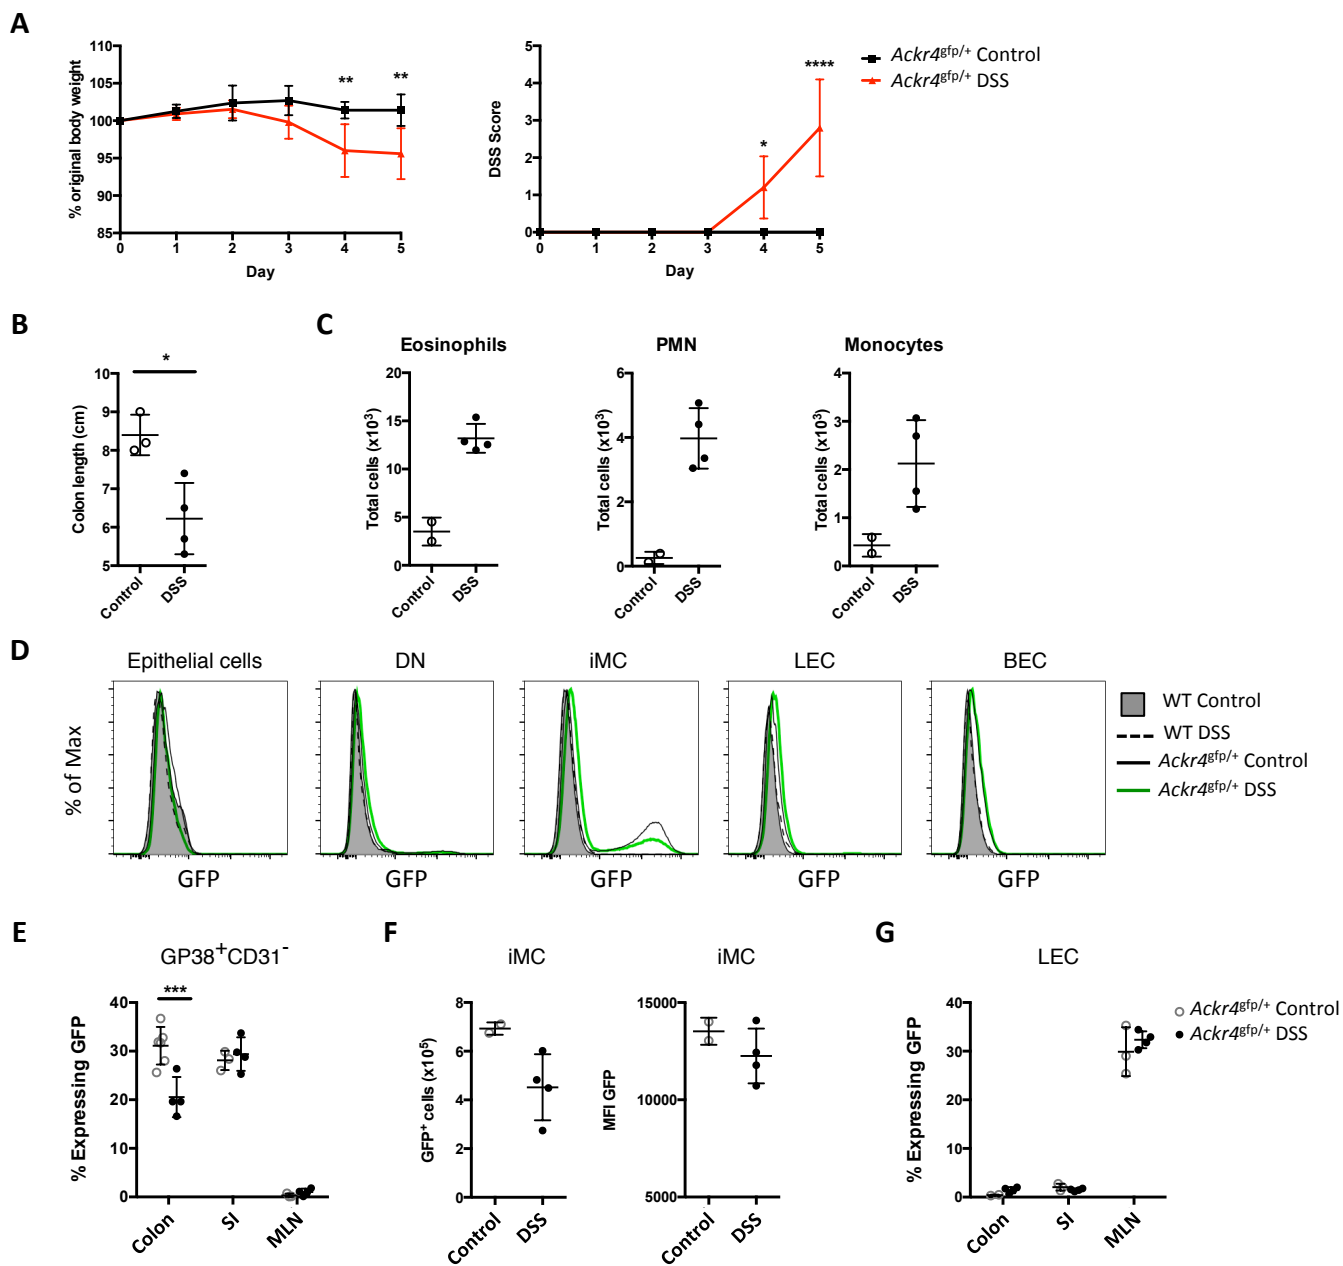 A
% original body weight
110
105
100
95
90
85
** **
0 1 2 3 4 5
Day
DSS Score
5
4
3
2
1
0
* ****
0 1 2 3 4 5
Day
Ackr4gfp/+ Control
Ackr4gfp/+ DSS
B
*
Colon length (cm)
10
9
8
7
6
5
Control DSS
C
Eosinophils
Total cells (x10³)
20
15
10
5
0
Control DSS
PMN
Total cells (x10³)
6
4
2
0
Control DSS
Monocytes
Total cells (x10³)
4
3
2
1
0
Control DSS
D
Epithelial cells DN iMC LEC BEC
% of Max
GFP GFP GFP GFP GFP
WT Control
WT DSS
Ackr4gfp/+ Control
Ackr4gfp/+ DSS
E
GP38+CD31-
% Expressing GFP
40
30
20
10
0
***
Colon SI MLN
F
iMC
GFP+ cells (x 10⁵)
8
6
4
2
0
Control DSS
iMC
MFI GFP
15000
10000
5000
Control DSS
G
LEC
% Expressing GFP
40
30
20
10
0
Colon SI MLN
Ackr4gfp/+ Control
Ackr4gfp/+ DSS